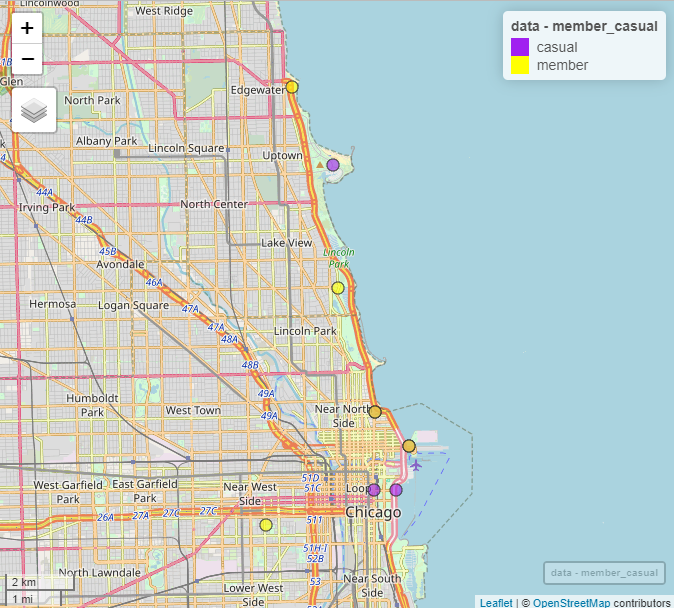 Lincolnwood
West Ridge
+
−
data - member_casual
casual
member
Glen
Edgewater
North Park
Albany Park
Lincoln Square
Uptown
44A
Irving Park
North Center
44B
Lake View
45B
Lincoln
Park
Avondale
46A
Hermosa
Logan Square
47A
47A
48A
Lincoln Park
48B
Humboldt
Park
49A
West Town
49A
Near North
Side
West Garfield
Park
East Garfield
Park
Near West
Side
51D
51C
Loop
26A
27A
27C
27C
511
Chicago
51H-I
52B
North Lawndale
53
Near South
Side
Lower West
Side
data - member_casual
2 km
1 mi
Leaflet | © OpenStreetMap contributors